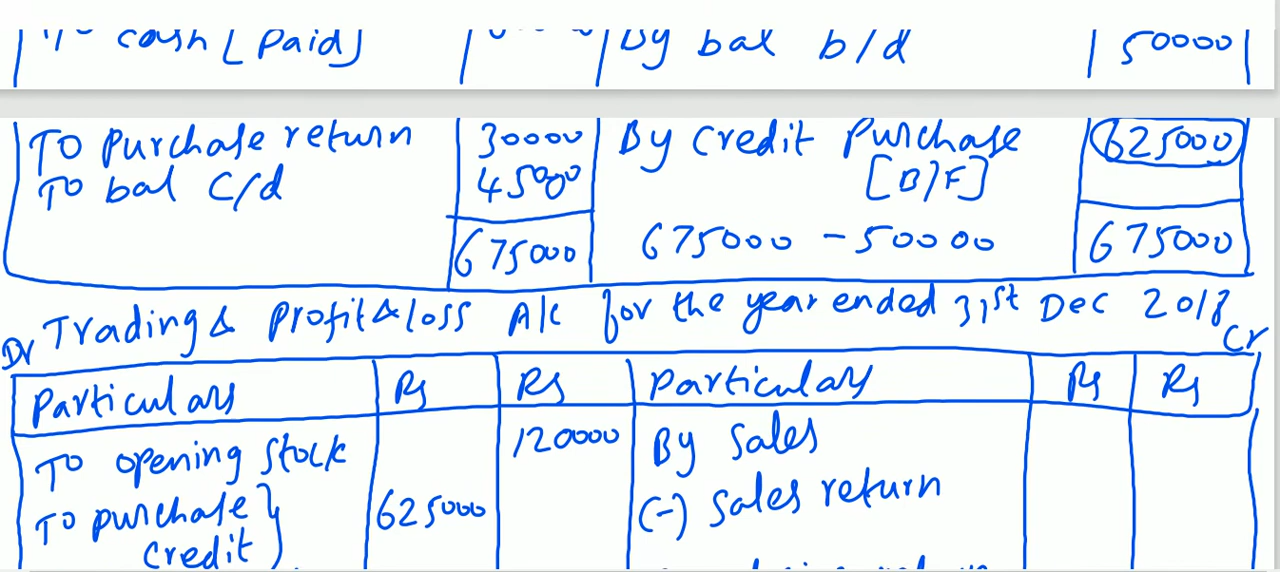 To cash [Paid] By bal b/d 50000
To Purchase return 30000 By Credit Purchase 625000
To bal C/d 45000 [B/F]
675000 675000 - 50000 675000
Trading & Profit & loss A/c for the year ended 31st Dec 2018
Dr Cr
Particulars Rs Rs Particulars Rs Rs
To opening stock 120000 By Sales
To purchase } 625000 (-) Sales return
credit